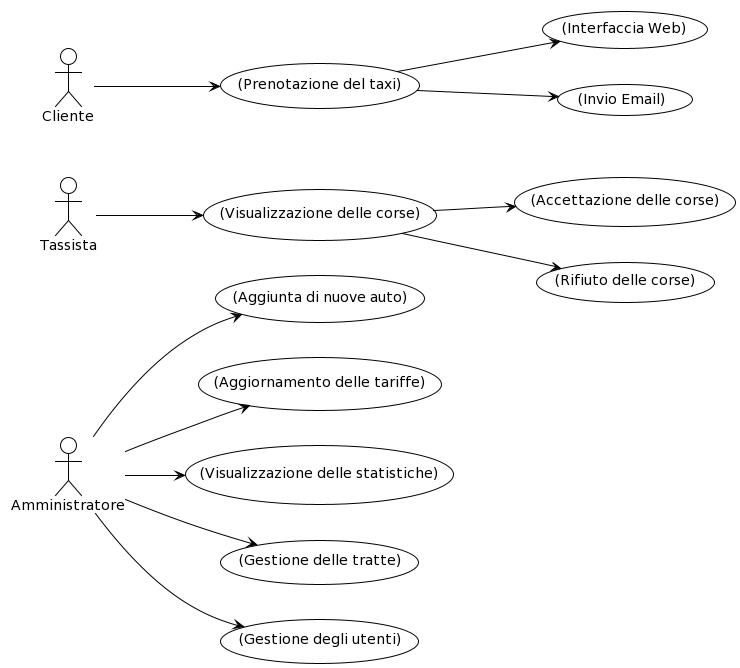 (Interfaccia Web)
(Prenotazione del taxi)
(Invio Email)
Cliente
(Accettazione delle corse)
(Visualizzazione delle corse)
Tassista
(Rifiuto delle corse)
(Aggiunta di nuove auto)
(Aggiornamento delle tariffe)
(Visualizzazione delle statistiche)
Amministratore
(Gestione delle tratte)
(Gestione degli utenti)